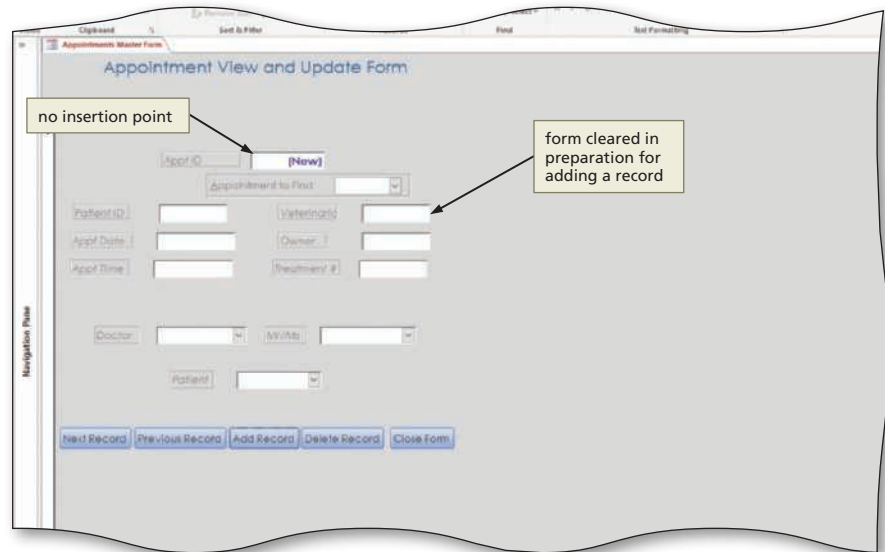 Clipboard Sort & Filter Find Text Formatting
Appointments Master Form
Appointment View and Update Form
no insertion point
form cleared in
preparation for
adding a record
Appt ID (New)
Appointment to Find
Patient ID Veterinaria
Appt Date Owner
Appt Time Treatment #
Doctor Mr/Ms
Patient
Navigation Pane
Next Record Previous Record Add Record Delete Record Close Form